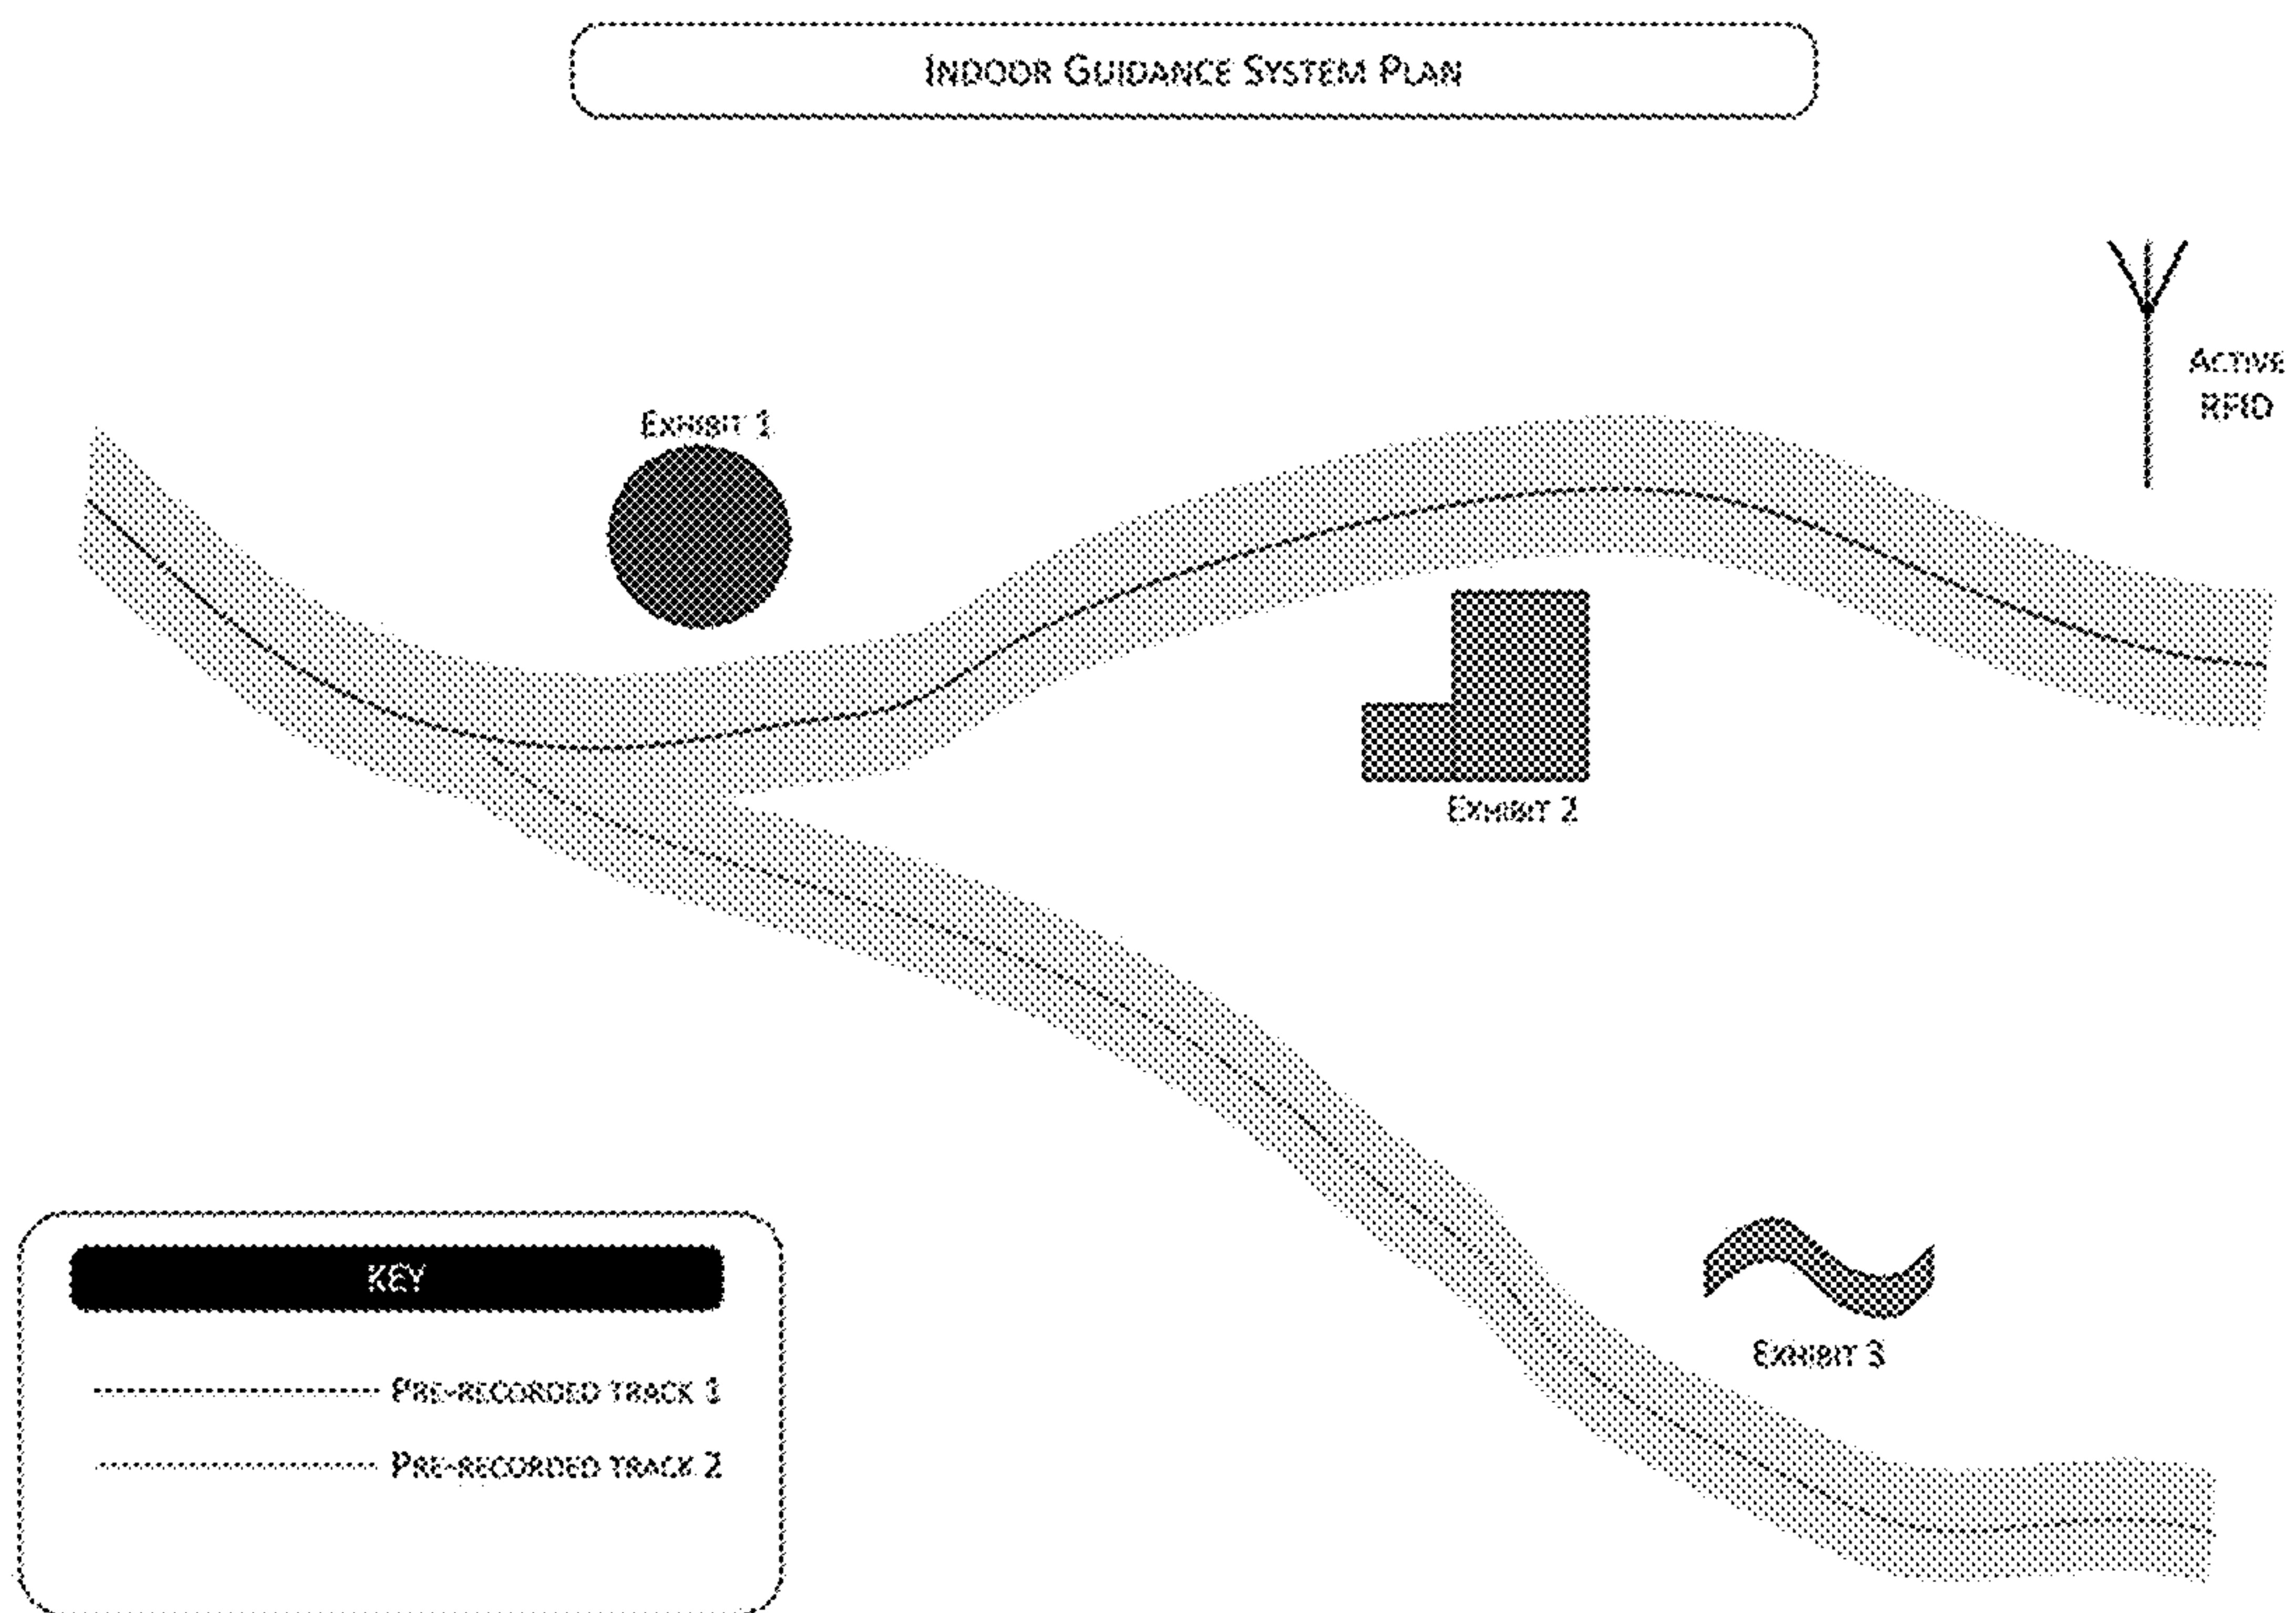 INDOOR GUIDANCE SYSTEM PLAN
ACTIVE
RFID
EXHIBIT 1
EXHIBIT 2
EXHIBIT 3
KEY
PRE-RECORDED TRACK 1
PRE-RECORDED TRACK 2